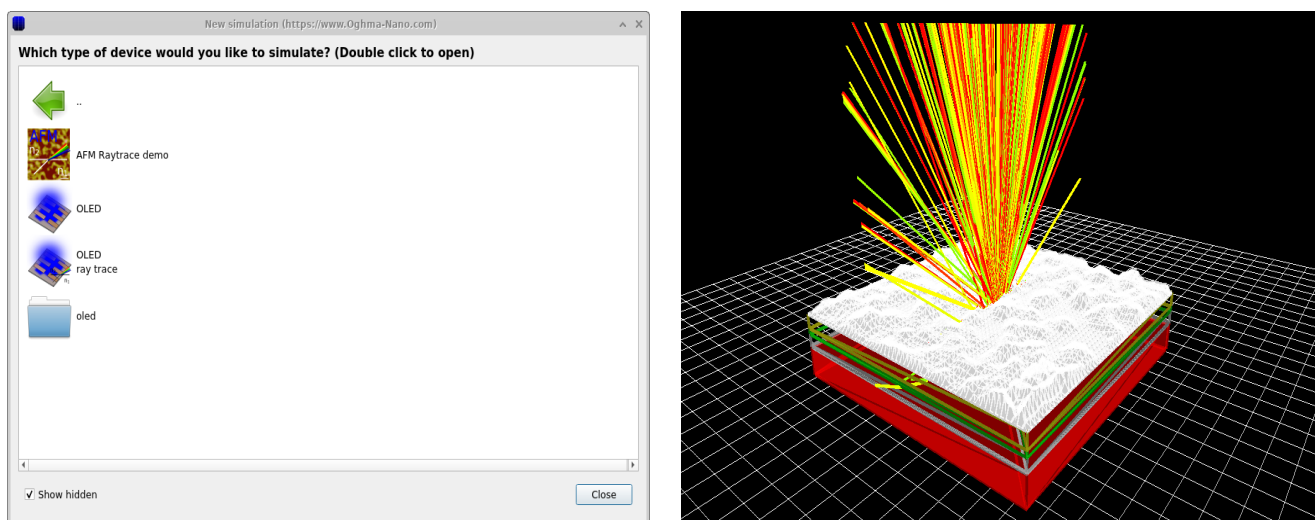 New simulation (https://www.Oghma-Nano.com)
Which type of device would you like to simulate? (Double click to open)
..
AFM
AFM Raytrace demo
OLED
OLED
ray trace
oled
Show hidden
Close